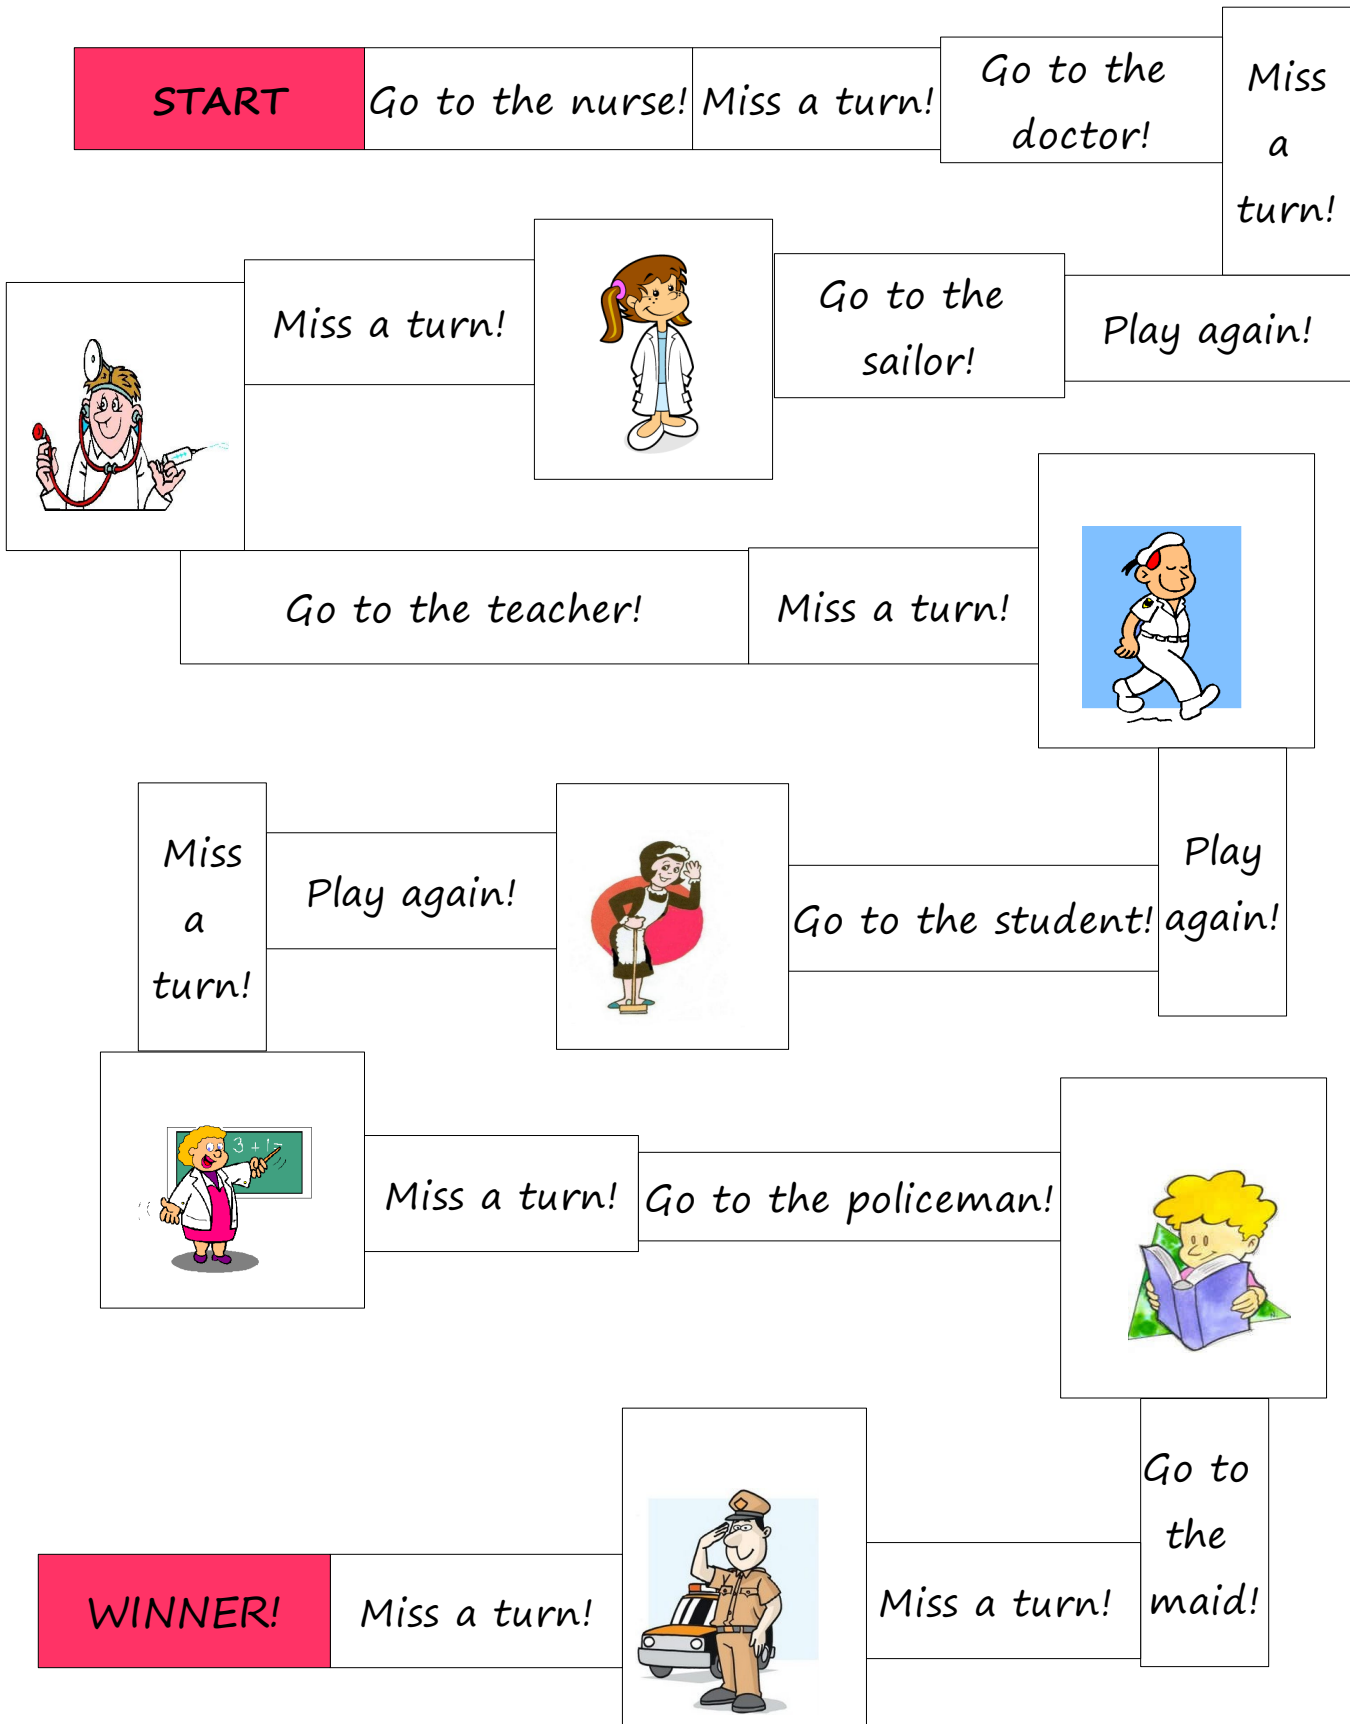 START
Go to the nurse!
Miss a turn!
Go to the
doctor!
Miss
a
turn!
Play again!
Go to the
sailor!
Miss a turn!
Go to the teacher!
Miss a turn!
Play
again!
Go to the student!
Play again!
Miss
a
turn!
3 + 1 =
Miss a turn!
Go to the policeman!
Go to
the
maid!
Miss a turn!
Miss a turn!
WINNER!